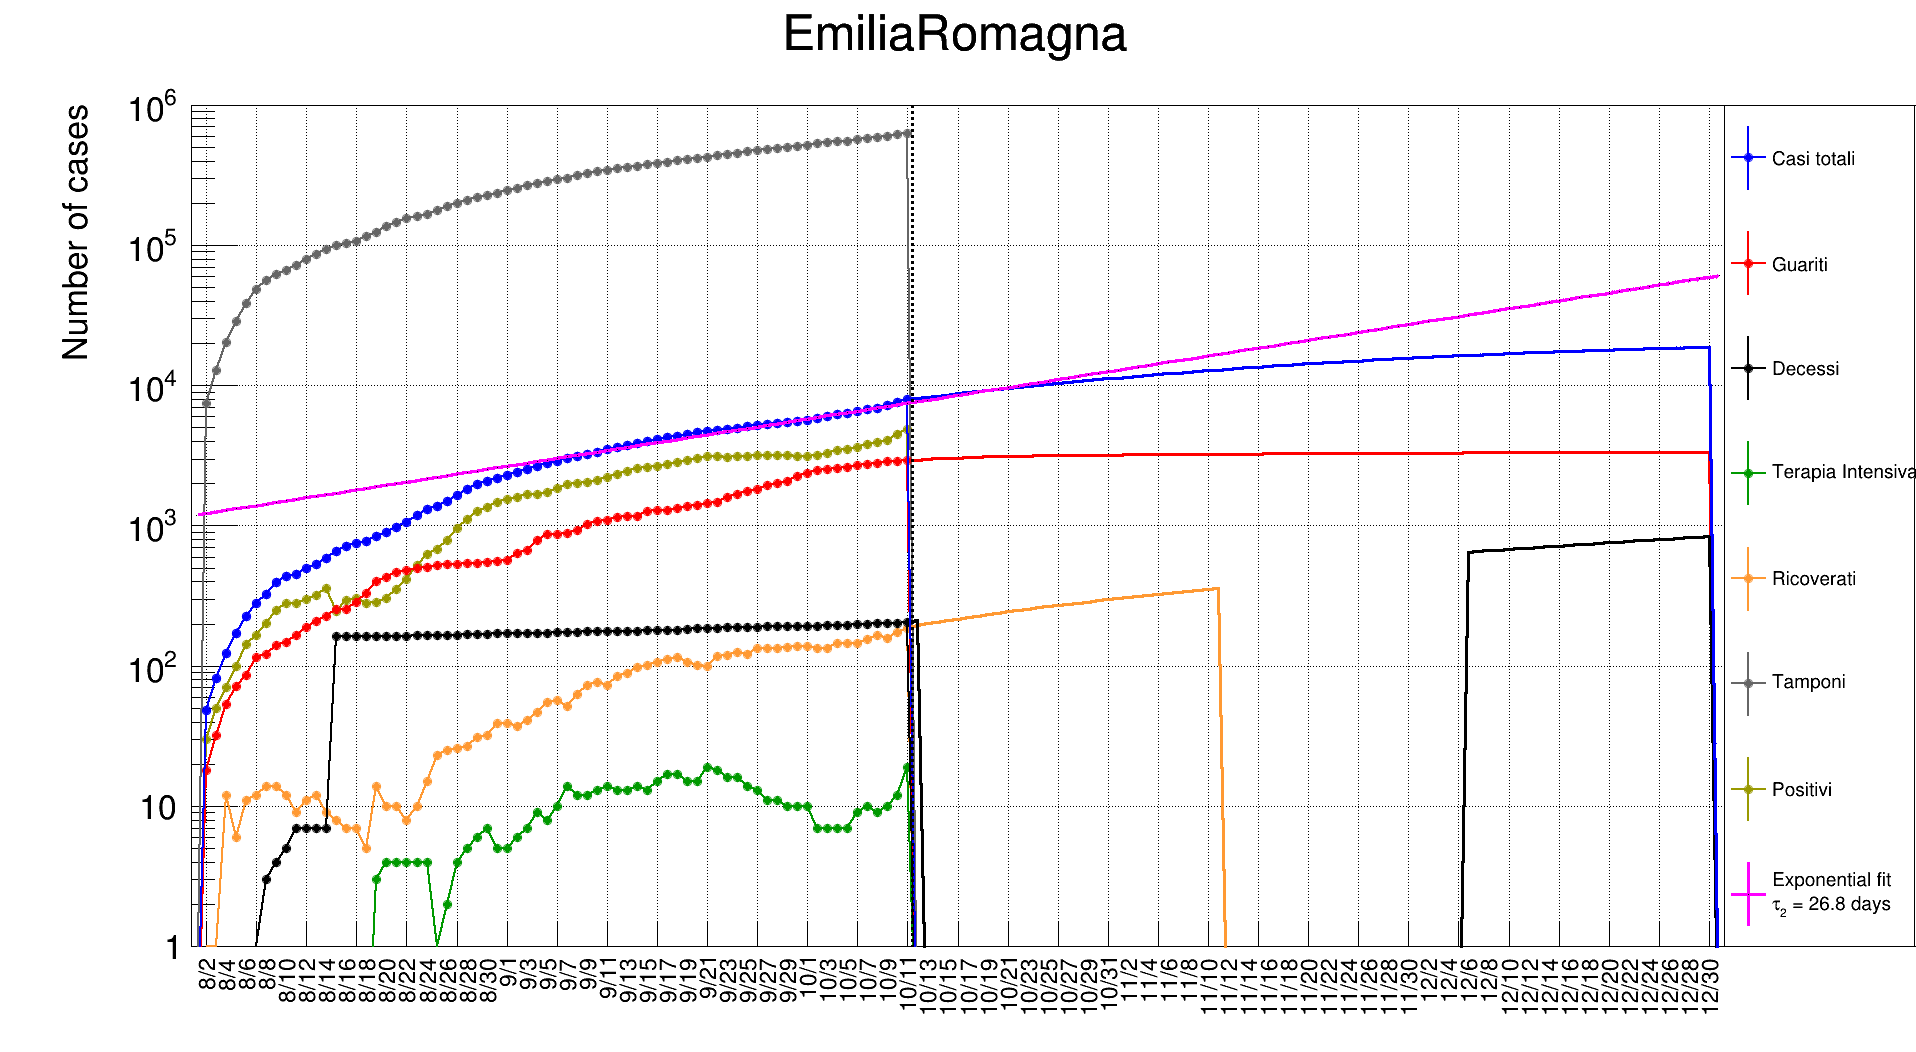 EmiliaRomagna
Number of cases
10^6
10^5
10^4
10^3
10^2
10
1
8/2 8/4 8/6 8/8 8/10 8/12 8/14 8/16 8/18 8/20 8/22 8/24 8/26 8/28 8/30 9/1 9/3 9/5 9/7 9/9 9/11 9/13 9/15 9/17 9/19 9/21 9/23 9/25 9/27 9/29 10/1 10/3 10/5 10/7 10/9 10/11 10/13 10/15 10/17 10/19 10/21 10/23 10/25 10/27 10/29 10/31 11/2 11/4 11/6 11/8 11/10 11/12 11/14 11/16 11/18 11/20 11/22 11/24 11/26 11/28 11/30 12/2 12/4 12/6 12/8 12/10 12/12 12/14 12/16 12/18 12/20 12/22 12/24 12/26 12/28 12/30
Casi totali
Guariti
Decessi
Terapia Intensiva
Ricoverati
Tamponi
Positivi
Exponential fit
τ₂ = 26.8 days